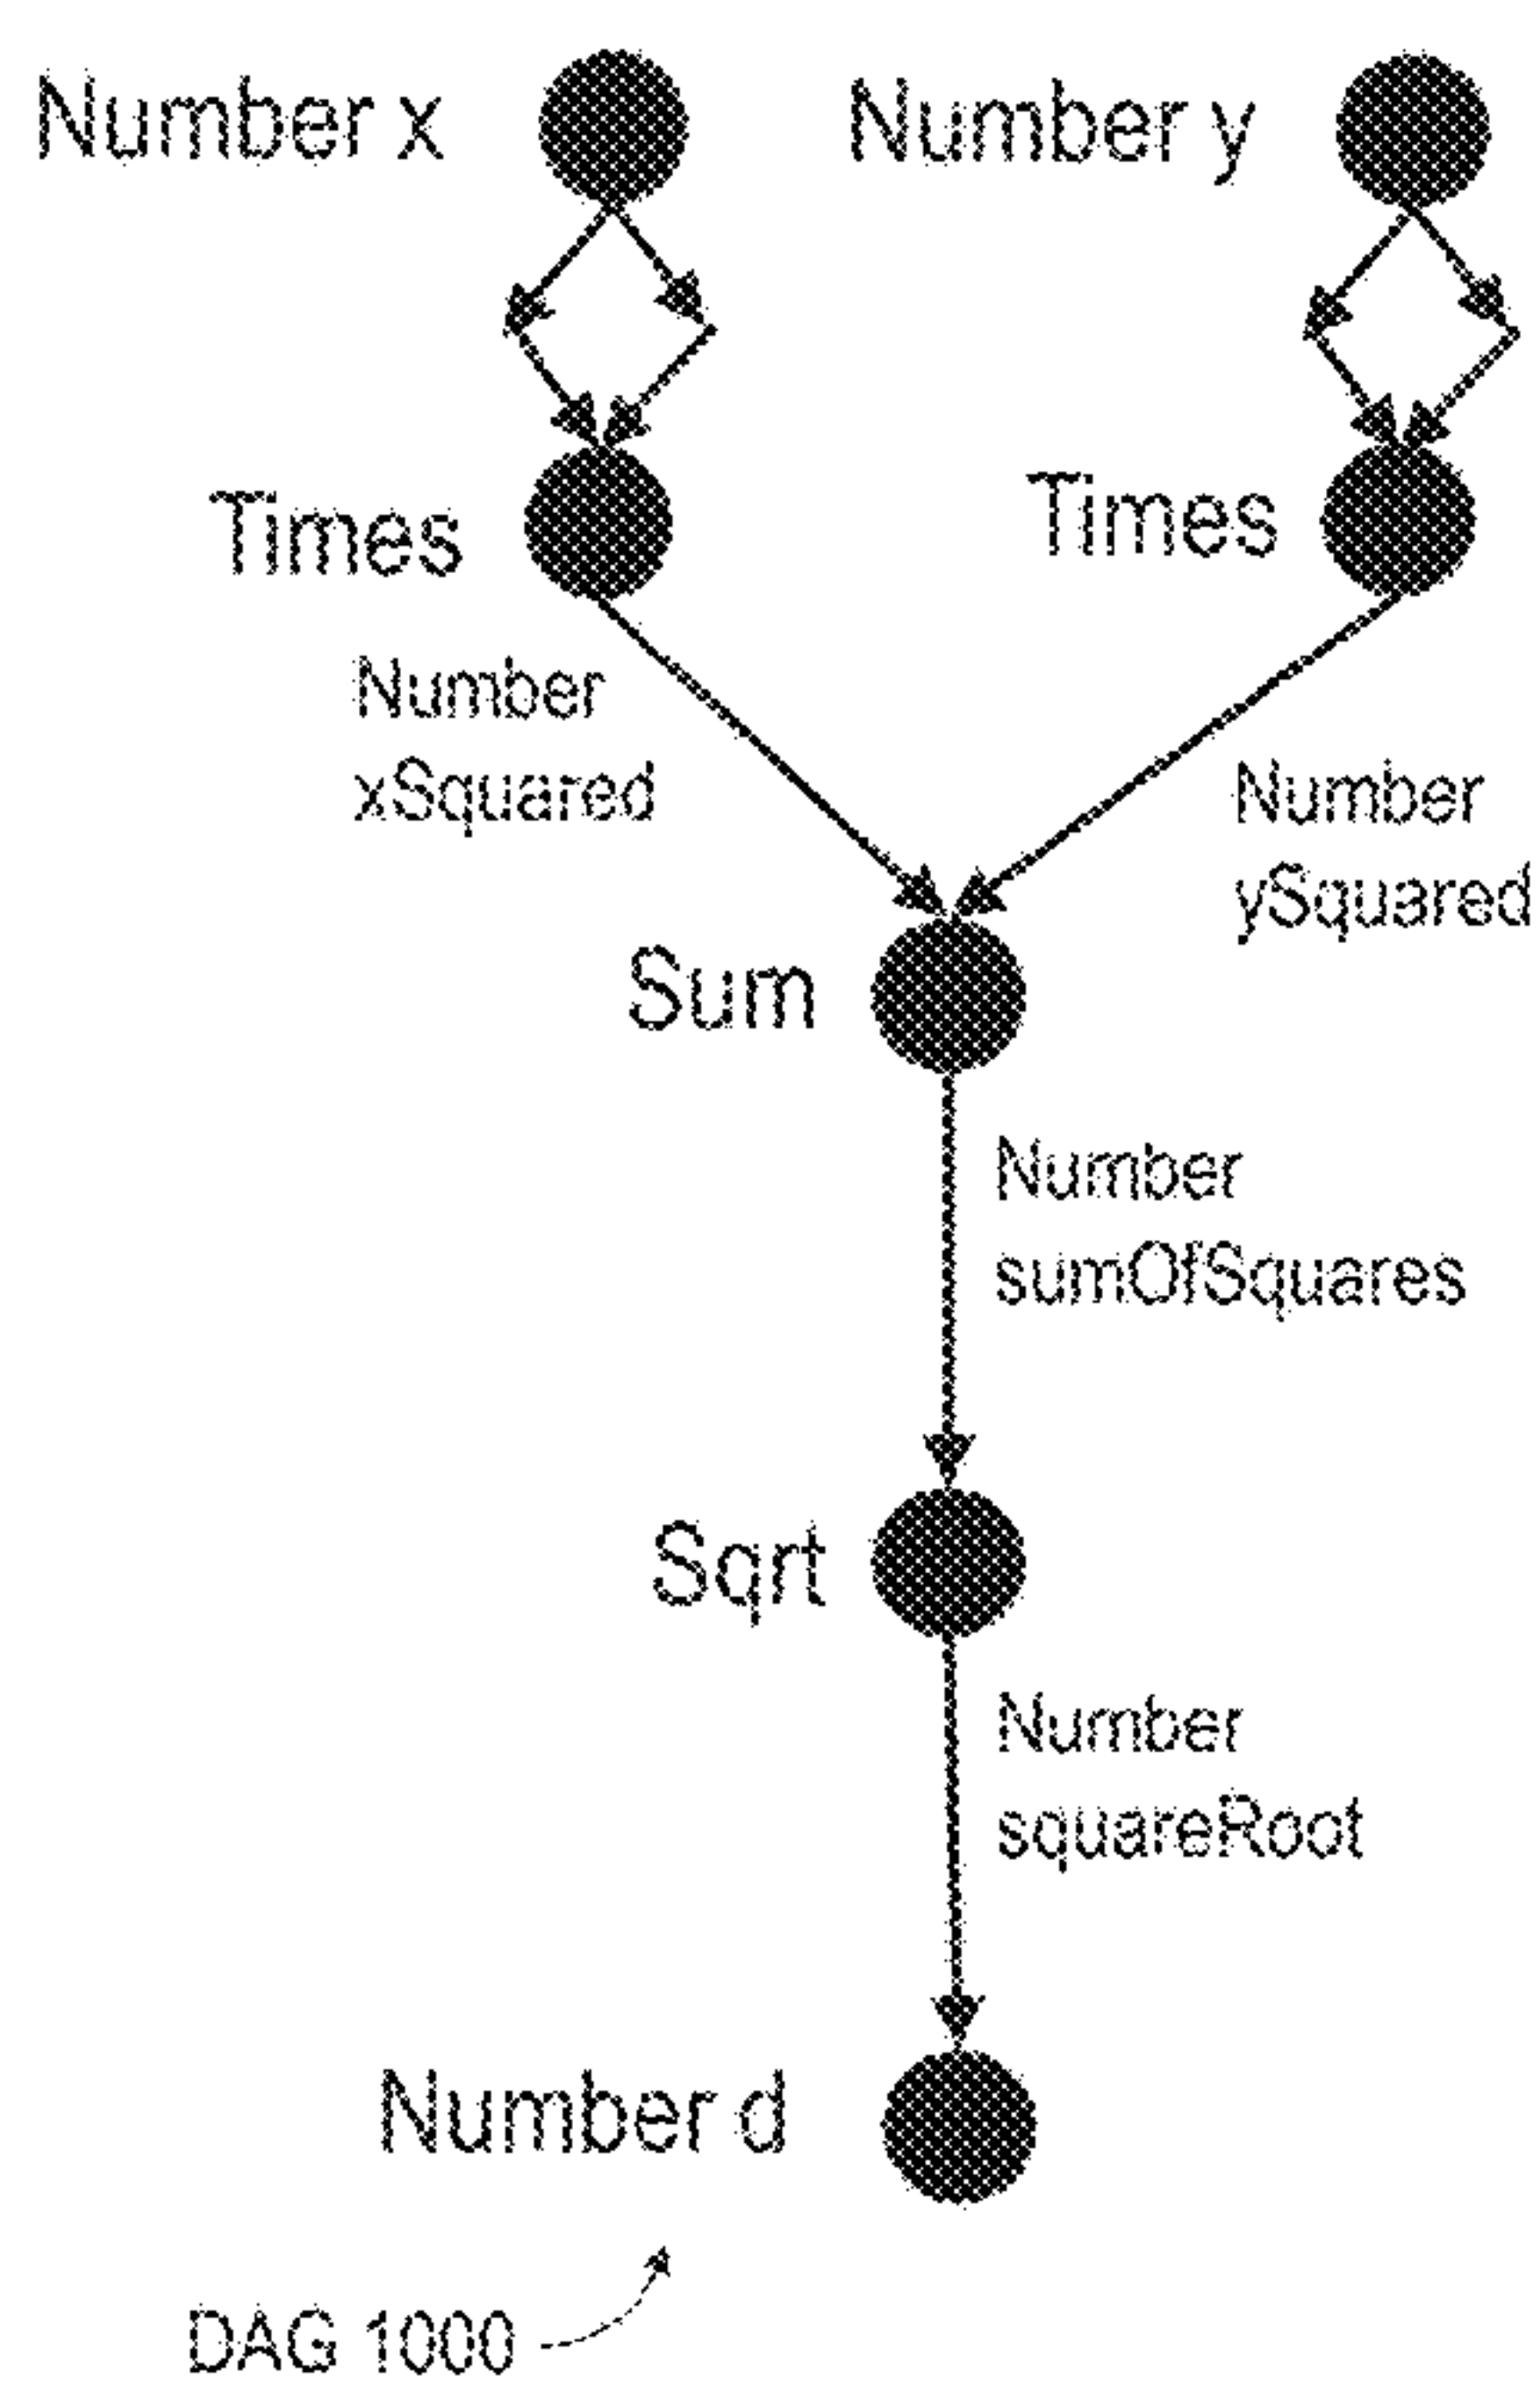 Number x
Number y
Times
Times
Number
xSquared
Number
ySquared
Sum
Number
sumOfSquares
Sqrt
Number
squareRoot
Number d
DAG 1000